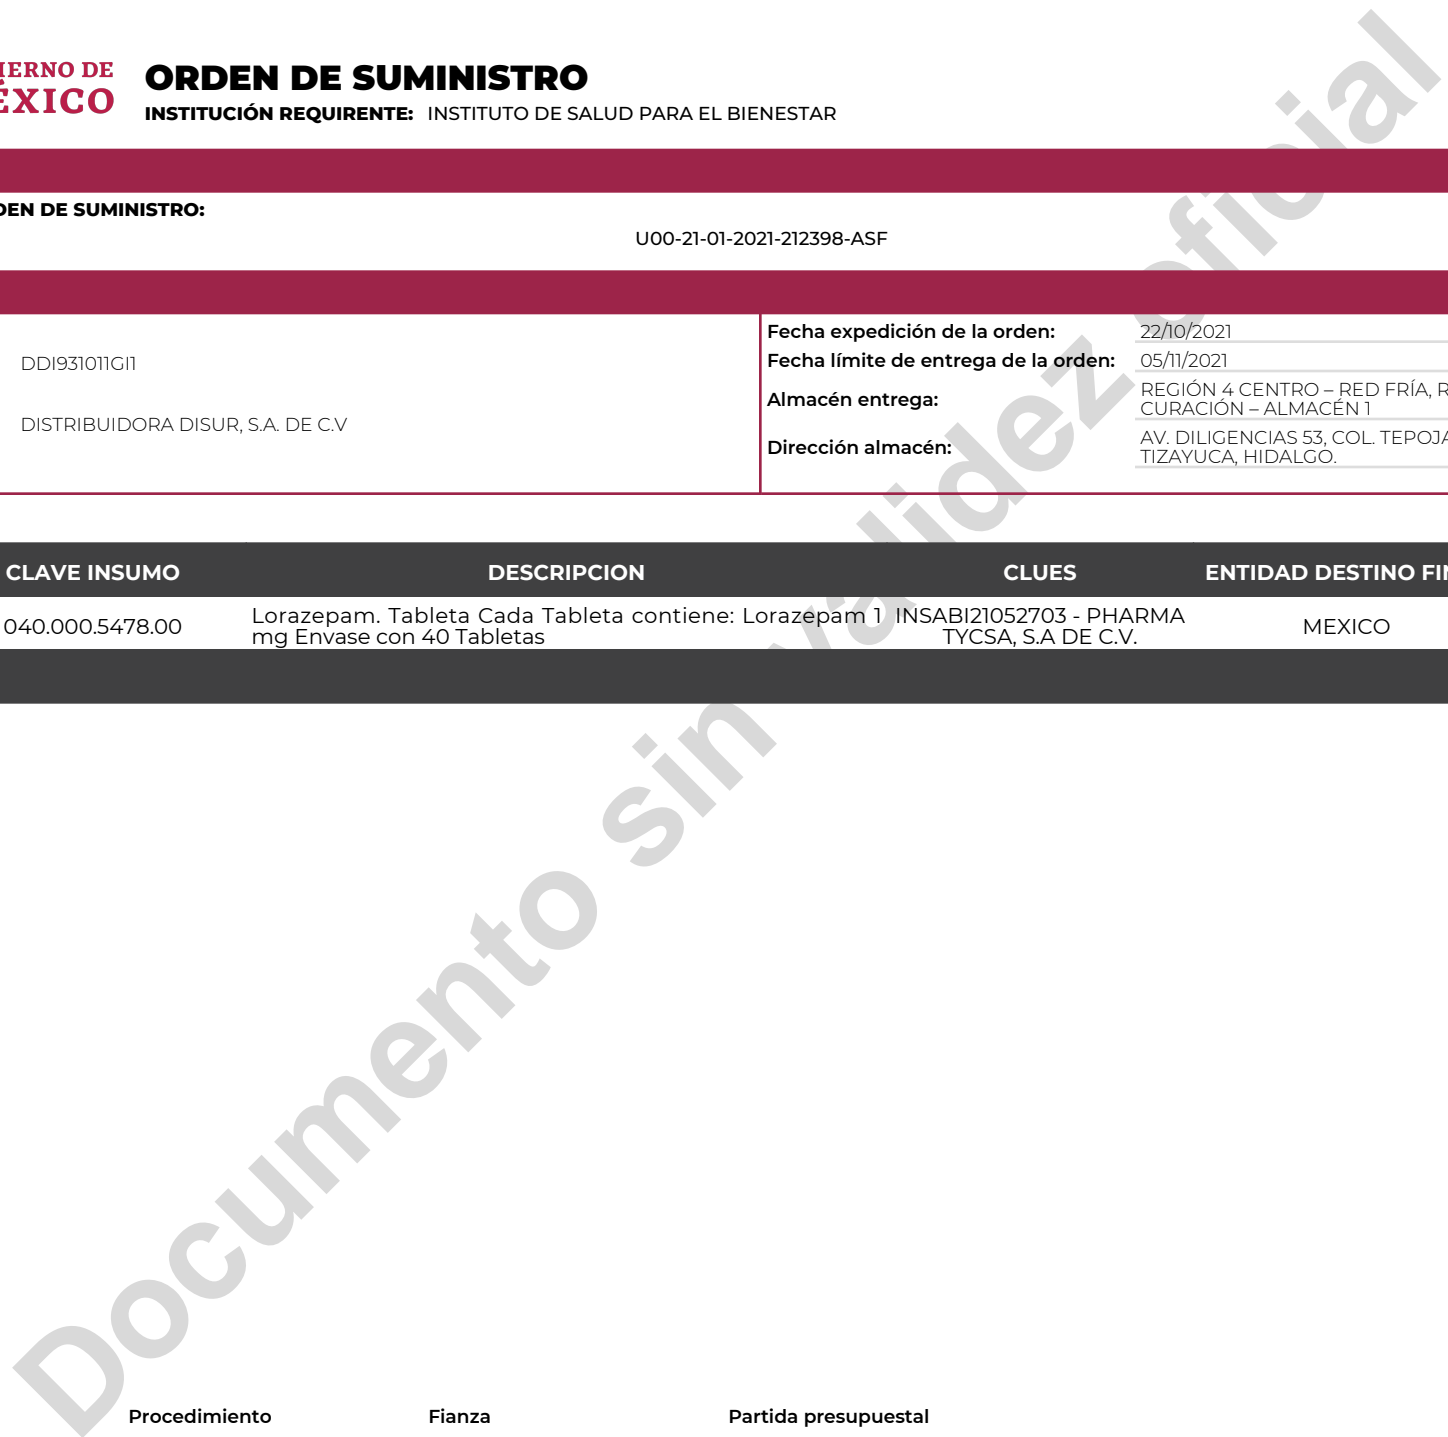 IERNO DE
ÉXICO
ORDEN DE SUMINISTRO
INSTITUCIÓN REQUIRENTE: INSTITUTO DE SALUD PARA EL BIENESTAR
DEN DE SUMINISTRO:
U00-21-01-2021-212398-ASF
DDI931011GI1
DISTRIBUIDORA DISUR, S.A. DE C.V
Fecha expedición de la orden: 22/10/2021
Fecha límite de entrega de la orden: 05/11/2021
Almacén entrega: REGIÓN 4 CENTRO – RED FRÍA, R
CURACIÓN – ALMACÉN 1
Dirección almacén: AV. DILIGENCIAS 53, COL. TEPOJA
TIZAYUCA, HIDALGO.
CLAVE INSUMO DESCRIPCION CLUES ENTIDAD DESTINO FIN
040.000.5478.00 Lorazepam. Tableta Cada Tableta contiene: Lorazepam 1 INSABI21052703 - PHARMA MEXICO
mg Envase con 40 Tabletas TYCSA, S.A DE C.V.
Documento sin validez oficial
Procedimiento Fianza Partida presupuestal